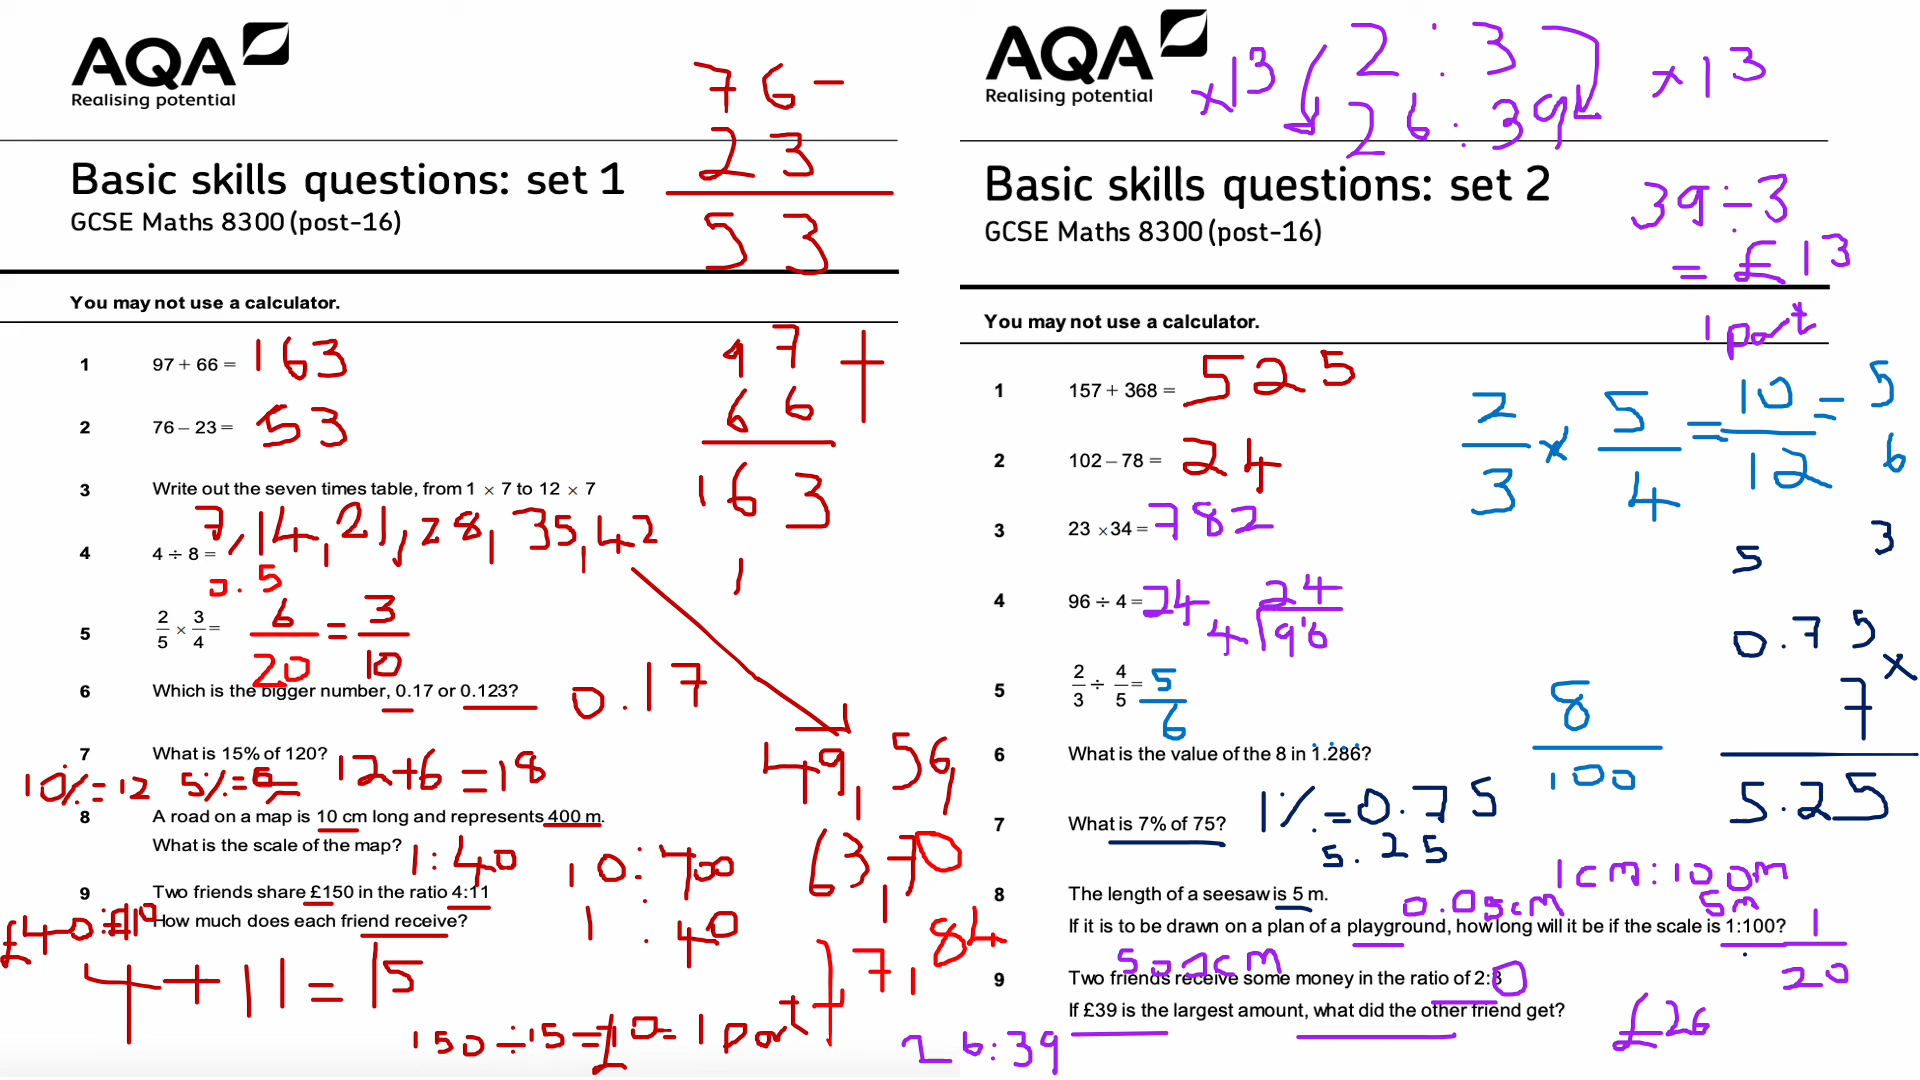 AQA
Realising potential
76 –
23
53
Basic skills questions: set 1
GCSE Maths 8300 (post-16)
You may not use a calculator.
1 97 + 66 = 163
97 +
66
163
1
2 76 – 23 = 53
3 Write out the seven times table, from 1 × 7 to 12 × 7
7, 14, 21, 28, 35, 42
49, 56,
63, 70
77, 84
4 4 ÷ 8 =
0.5
5 2/5 × 3/4 = 6/20 = 3/10
6 Which is the bigger number, 0.17 or 0.123? 0.17
7 What is 15% of 120? 12+6 = 18
10% = 12 5% = 6
8 A road on a map is 10 cm long and represents 400 m.
What is the scale of the map? 1:40
10 : 400
1 : 40
9 Two friends share £150 in the ratio 4:11
How much does each friend receive?
4 + 11 = 15
150 ÷ 15 = £10 = 1 part
AQA
Realising potential
×13 2 : 3 ×13
26 : 39
Basic skills questions: set 2
GCSE Maths 8300 (post-16)
39 ÷ 3
= £13
1 part
You may not use a calculator.
1 157 + 368 = 525
2 102 – 78 = 24
2/3 × 5/4 = 10/12 = 5
6
3 23 × 34 = 782
5 3
4 96 ÷ 4 = 24
24
4 96
5 2/3 ÷ 4/5 = 5/6
6 What is the value of the 8 in 1.286?
8/100
7 What is 7% of 75? 1% = 0.75
5.25
0.75 ×
7
5.25
8 The length of a seesaw is 5 m.
1cm : 100m
0.05cm 5m
If it is to be drawn on a plan of a playground, how long will it be if the scale is 1:100?
1/20
9 Two friends receive some money in the ratio of 2:3
If £39 is the largest amount, what did the other friend get?
£26
26:39